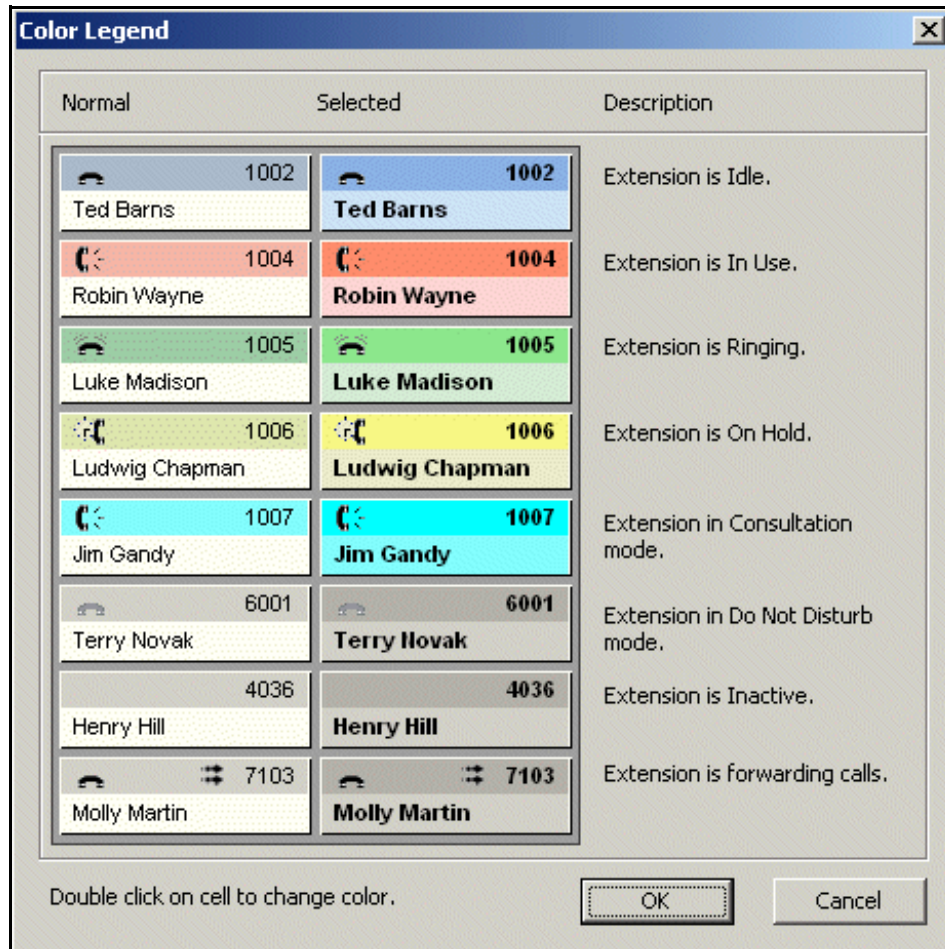 Color Legend
Normal Selected Description
1002 1002 Extension is Idle.
Ted Barns Ted Barns
1004 1004 Extension is In Use.
Robin Wayne Robin Wayne
1005 1005 Extension is Ringing.
Luke Madison Luke Madison
1006 1006 Extension is On Hold.
Ludwig Chapman Ludwig Chapman
1007 1007 Extension in Consultation
Jim Gandy Jim Gandy mode.
6001 6001 Extension in Do Not Disturb
Terry Novak Terry Novak mode.
4036 4036 Extension is Inactive.
Henry Hill Henry Hill
7103 7103 Extension is forwarding calls.
Molly Martin Molly Martin
Double click on cell to change color. OK Cancel